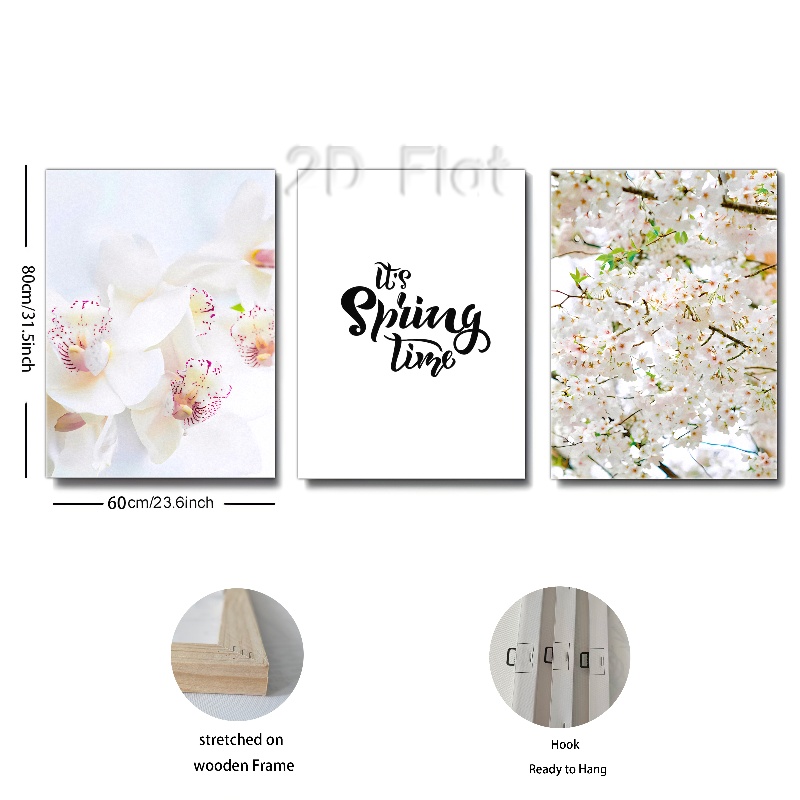 2D Flat
80cm/31.5inch
It's
Spring
time
60cm/23.6inch
stretched on
wooden Frame
Hook
Ready to Hang